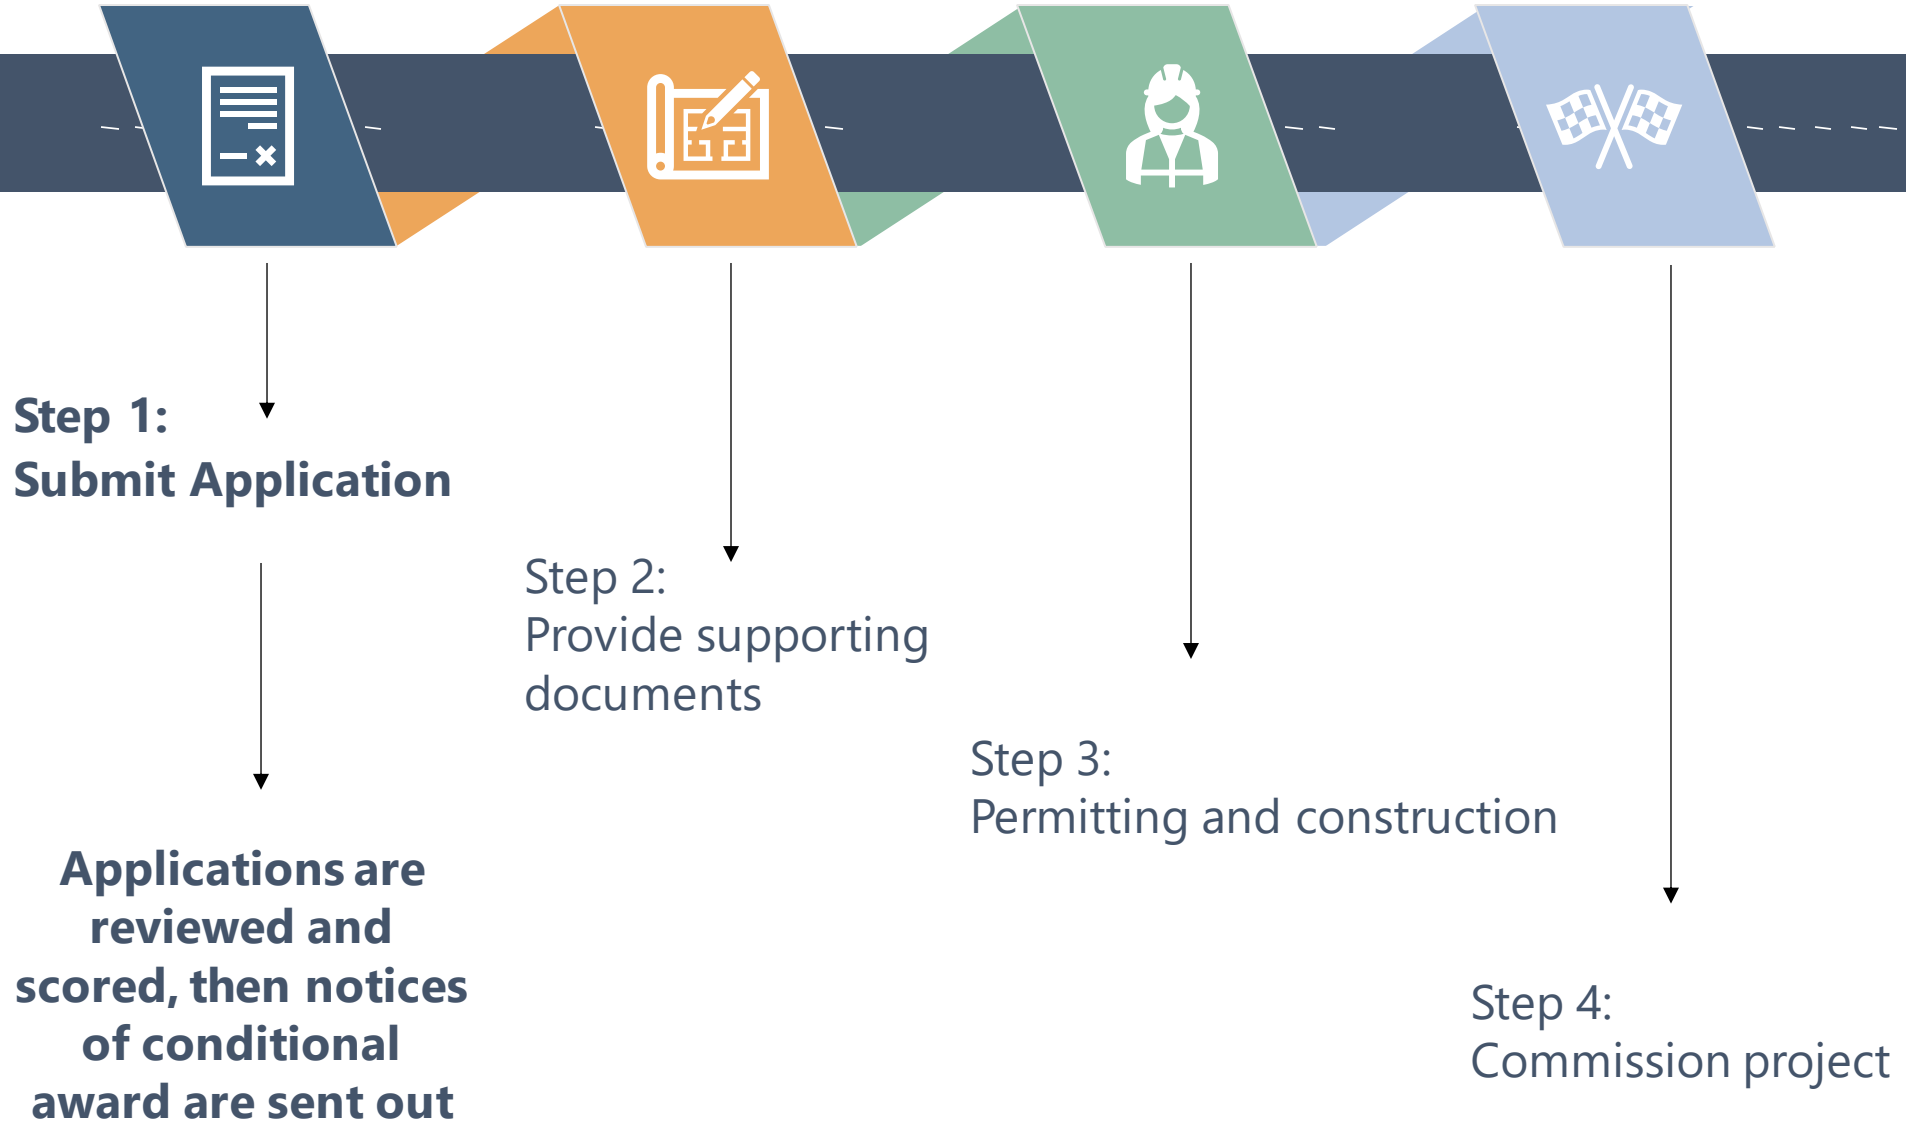 Step 1:
Submit Application
Applications are
reviewed and
scored, then notices
of conditional
award are sent out
Step 2:
Provide supporting
documents
Step 3:
Permitting and construction
Step 4:
Commission project